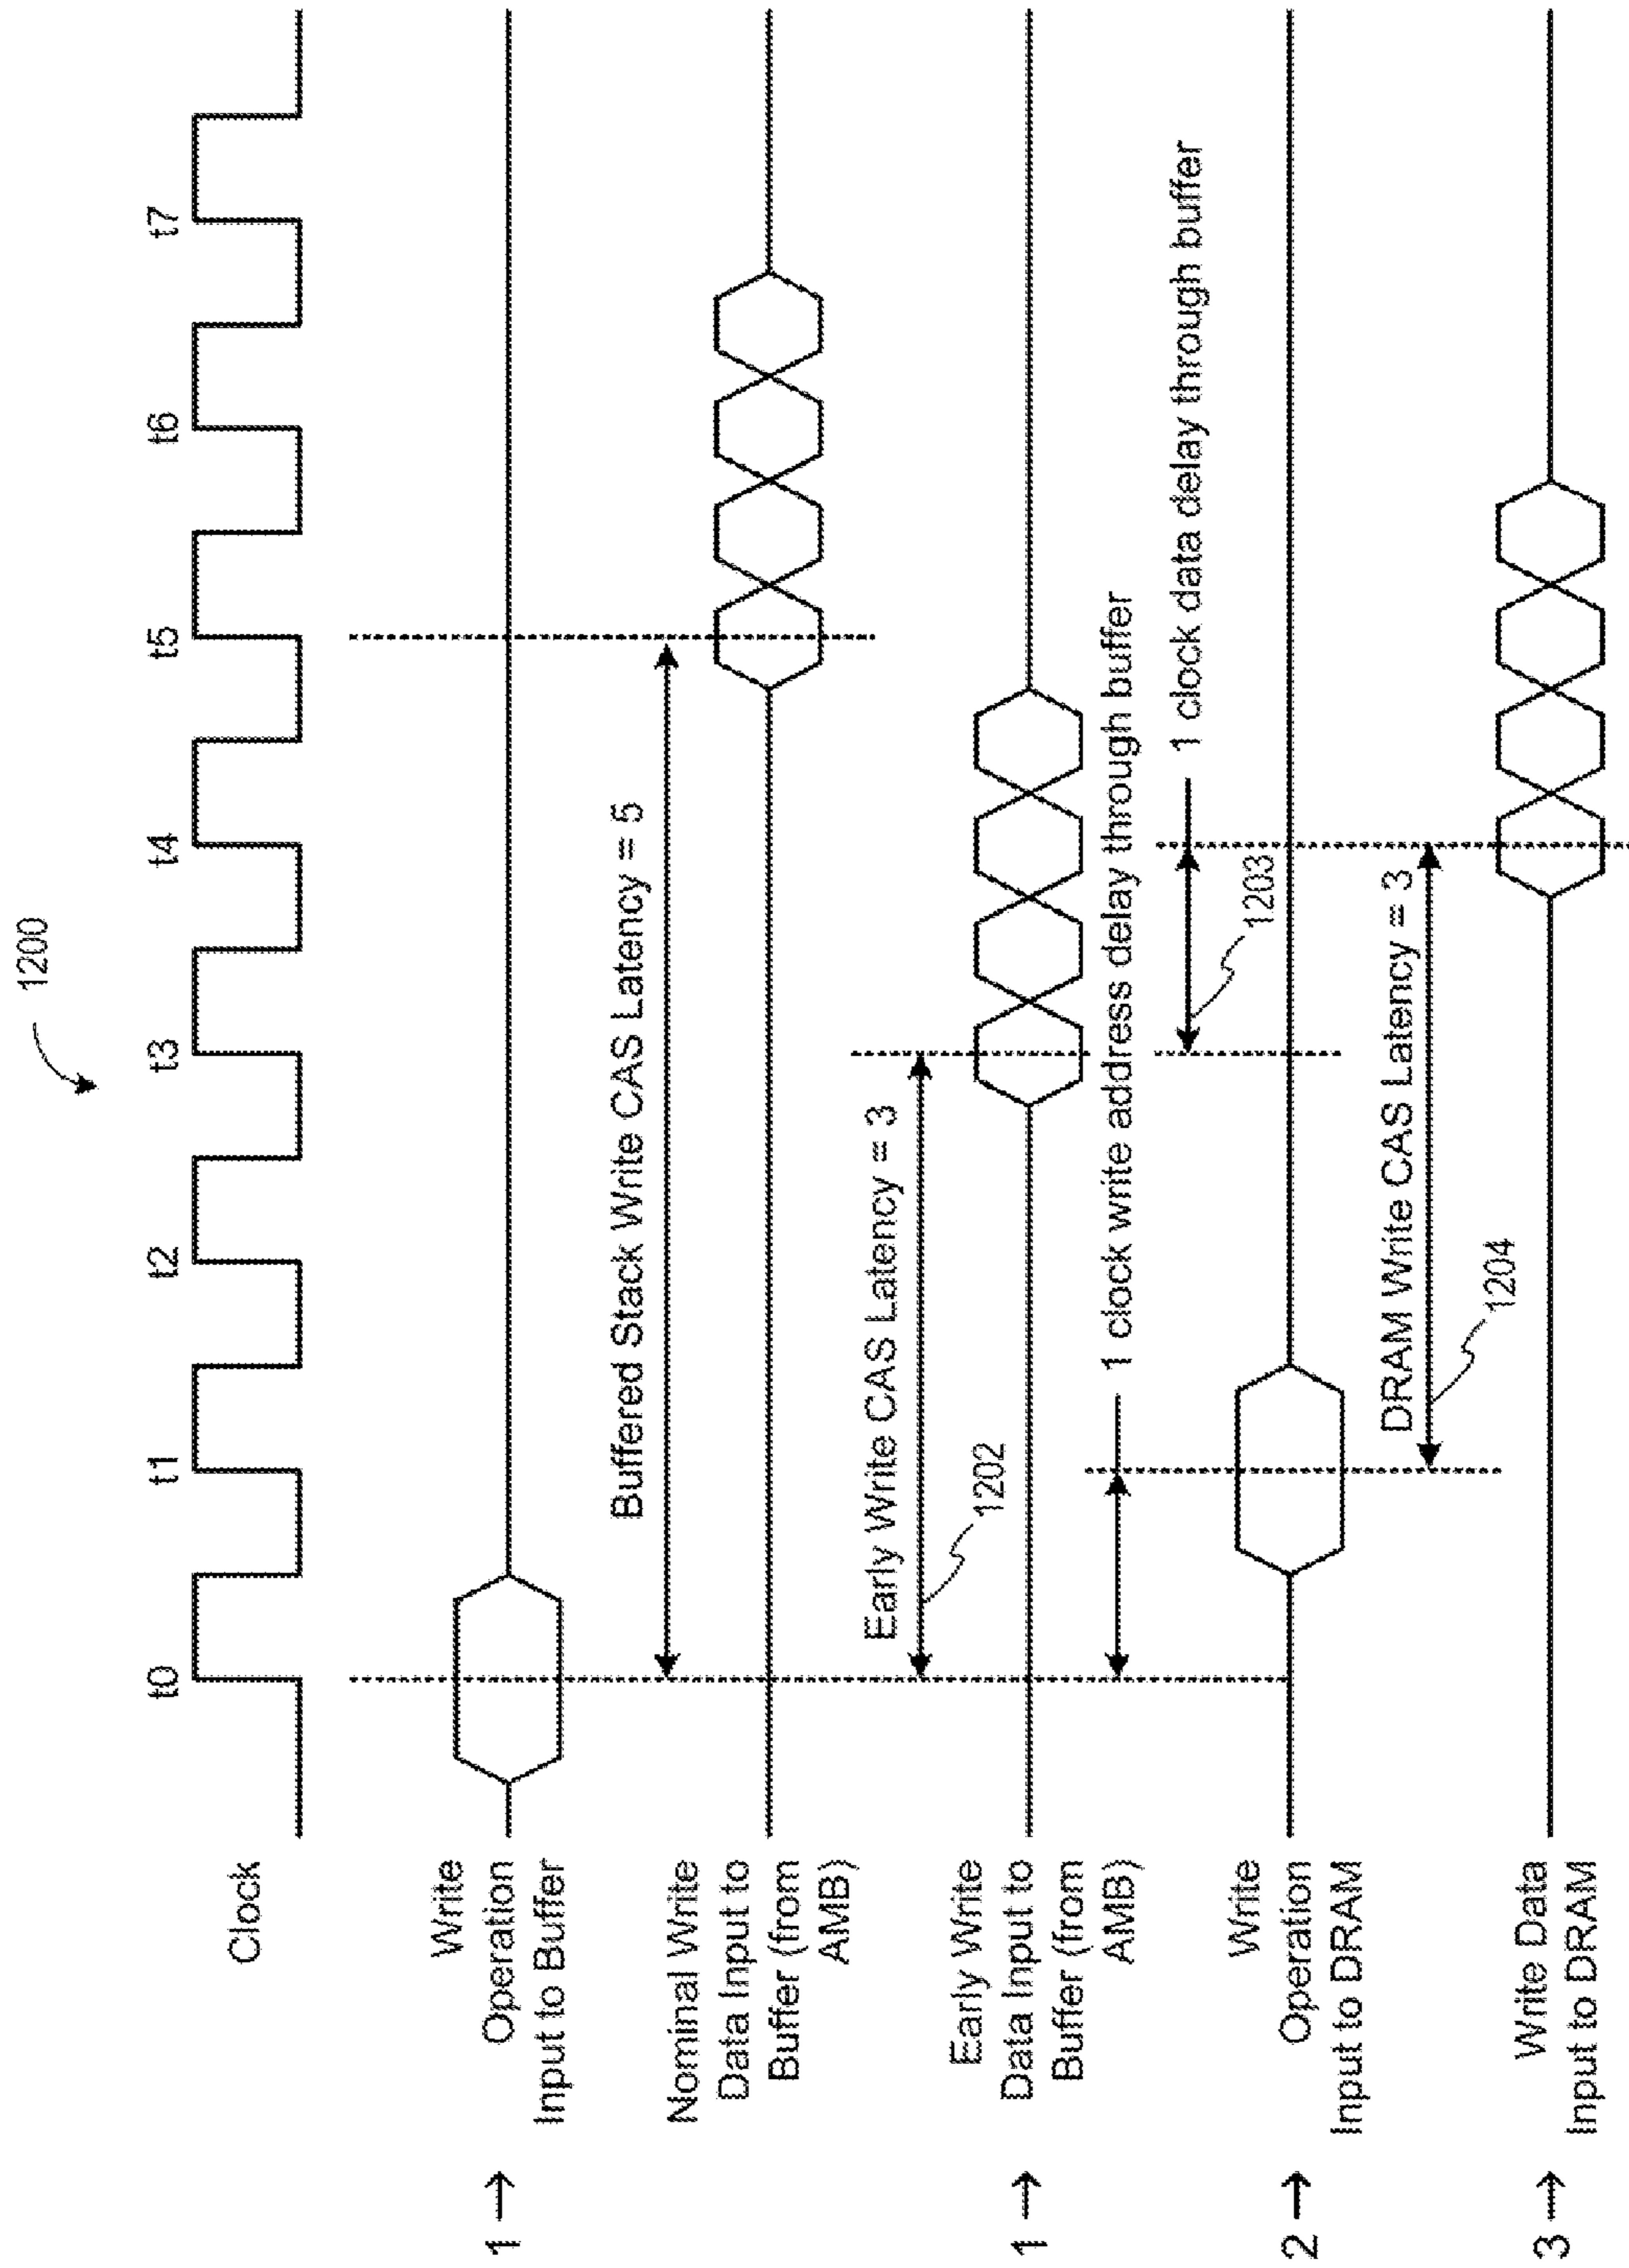 1200
t0 t1 t2 t3 t4 t5 t6 t7
Clock
1 →
Write
Operation
Input to Buffer
Buffered Stack Write CAS Latency = 5
Nominal Write
Data Input to
Buffer (from
AMB)
Early Write CAS Latency = 3
1202
1 →
Early Write
Data Input to
Buffer (from
AMB)
1 clock write address delay through buffer
1 clock data delay through buffer
1203
2 →
Write
Operation
Input to DRAM
DRAM Write CAS Latency = 3
1204
3 →
Write Data
Input to DRAM